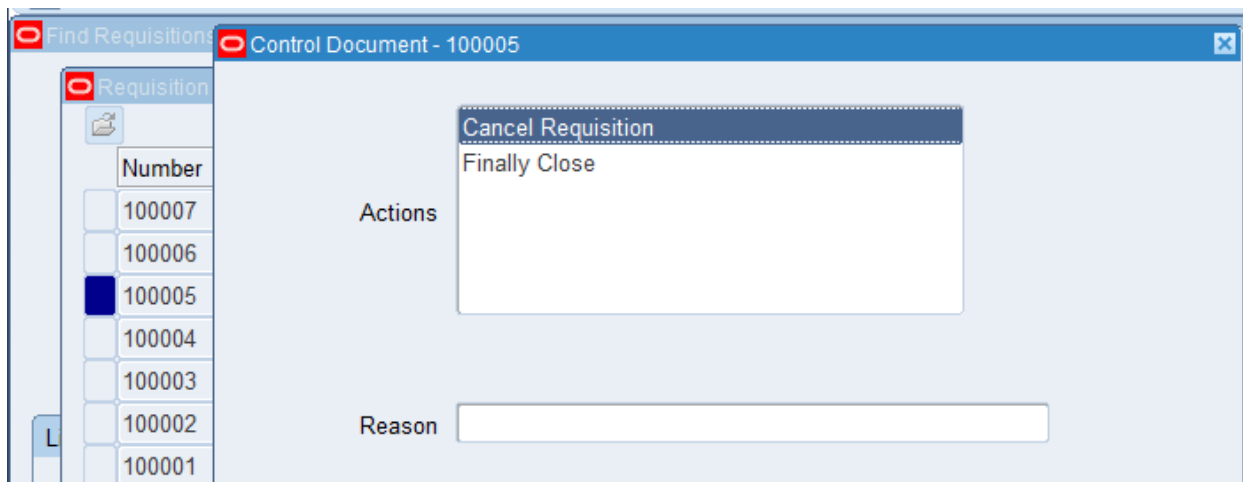 Find Requisitions
Control Document - 100005
Requisition
Cancel Requisition
Finally Close
Number
100007
Actions
100006
100005
100004
100003
100002
Reason
Li
100001